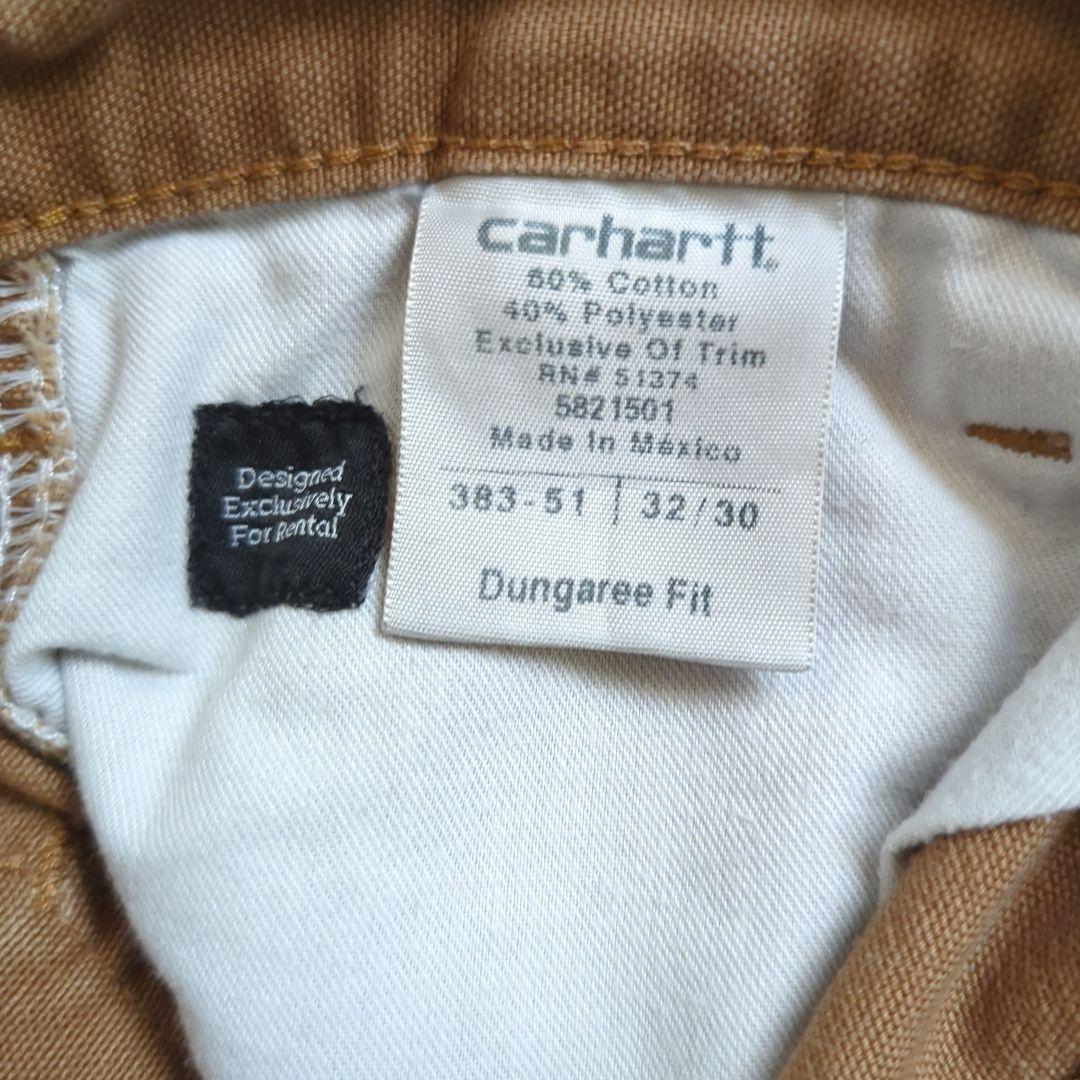 carhartt
60% Cotton
40% Polyester
Exclusive Of Trim
RN# 51374
5821501
Made In Mexico
383-51 | 32/30
Dungaree Fit
Designed
Exclusively
For Rental